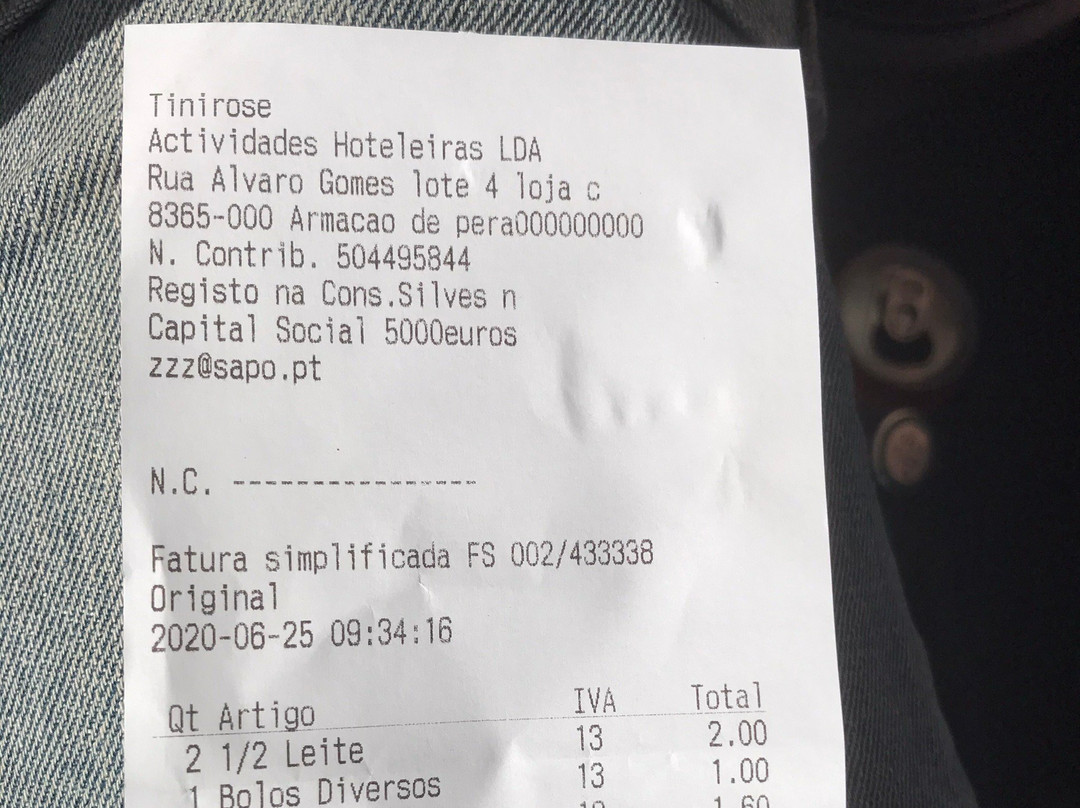 Tinirose
Actividades Hoteleiras LDA
Rua Alvaro Gomes lote 4 loja c
8365-000 Armacao de pera000000000
N. Contrib. 504495844
Registo na Cons.Silves n
Capital Social 5000euros
zzz@sapo.pt
N.C. ----------------
Fatura simplificada FS 002/433338
Original
2020-06-25 09:34:16
Qt Artigo IVA Total
2 1/2 Leite 13 2.00
1 Bolos Diversos 13 1.00